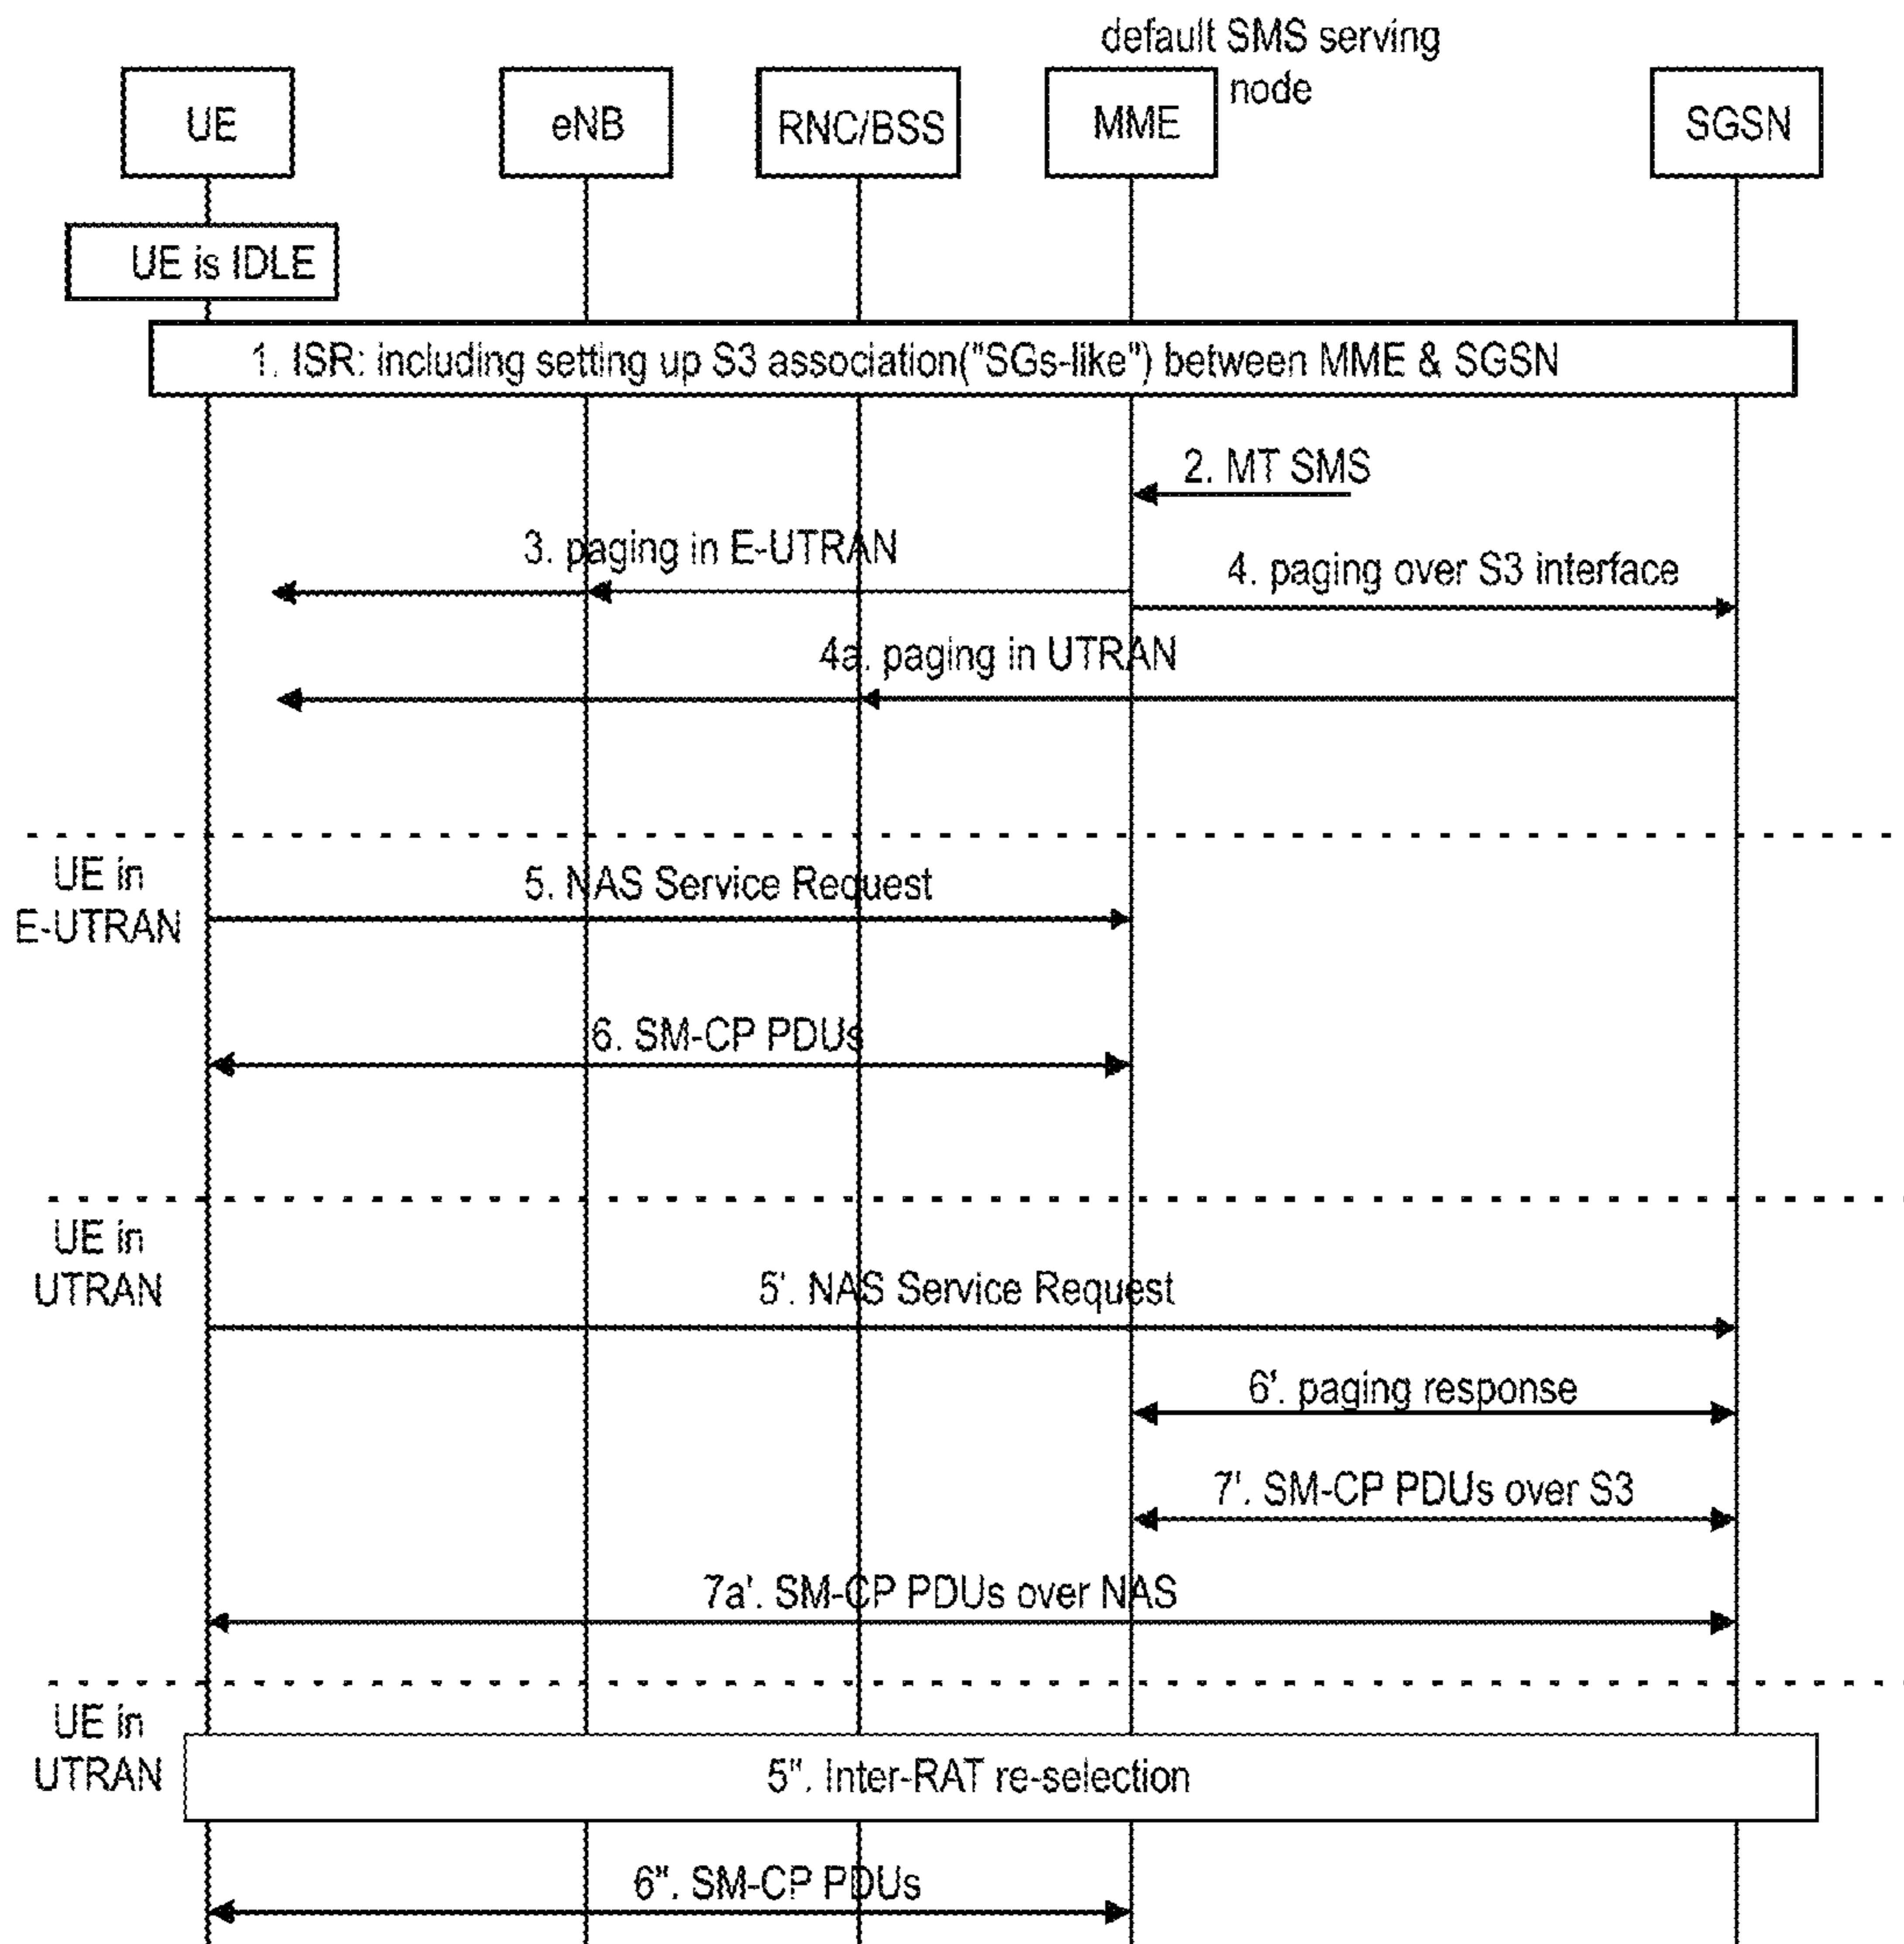 default SMS serving
node
UE
eNB
RNC/BSS
MME
SGSN
UE is IDLE
1. ISR: including setting up S3 association("SGs-like") between MME & SGSN
2. MT SMS
3. paging in E-UTRAN
4. paging over S3 interface
4a. paging in UTRAN
UE in
E-UTRAN
5. NAS Service Request
6. SM-CP PDUs
UE in
UTRAN
5'. NAS Service Request
6'. paging response
7'. SM-CP PDUs over S3
7a'. SM-CP PDUs over NAS
UE in
UTRAN
5". Inter-RAT re-selection
6". SM-CP PDUs